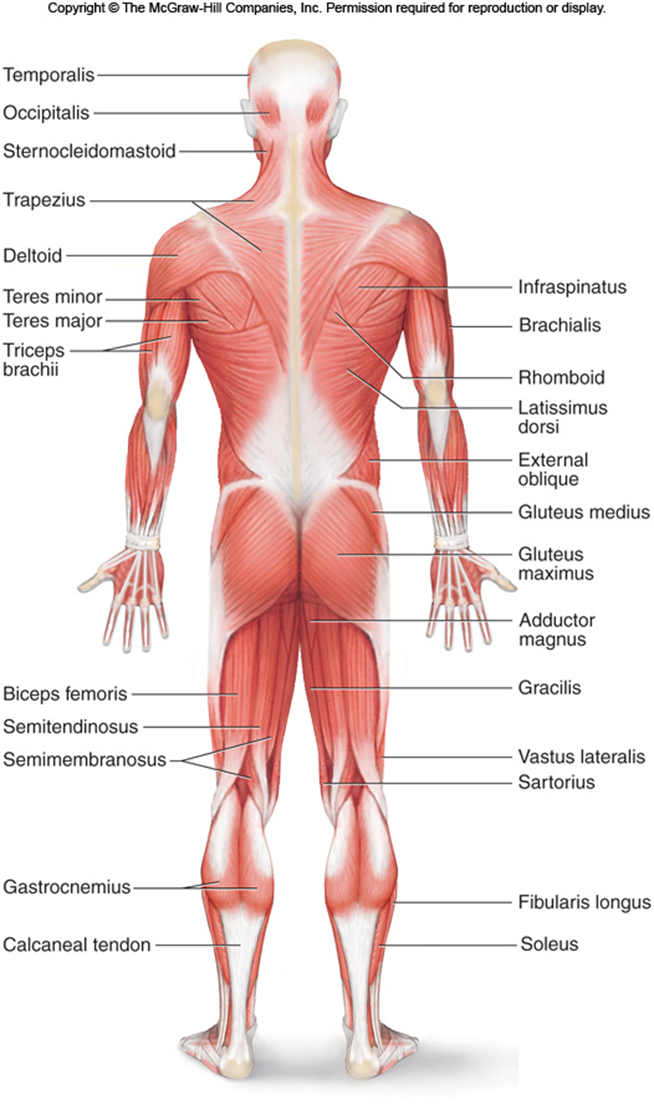 Copyright © The McGraw-Hill Companies, Inc. Permission required for reproduction or display.
Temporalis
Occipitalis
Sternocleidomastoid
Trapezius
Deltoid
Teres minor
Teres major
Triceps
brachii
Infraspinatus
Brachialis
Rhomboid
Latissimus
dorsi
External
oblique
Gluteus medius
Gluteus
maximus
Adductor
magnus
Biceps femoris
Semitendinosus
Semimembranosus
Gracilis
Vastus lateralis
Sartorius
Gastrocnemius
Calcaneal tendon
Fibularis longus
Soleus